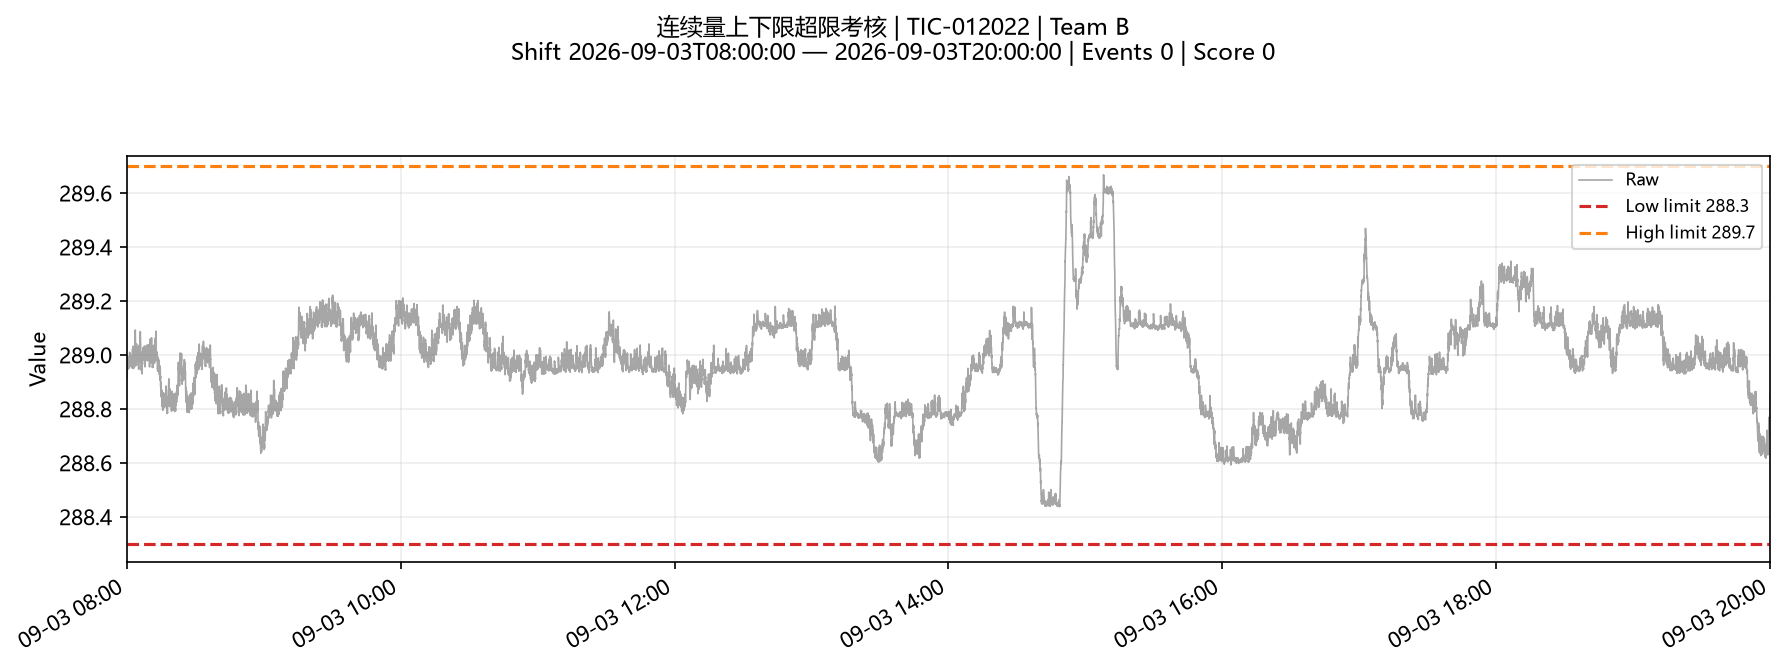 连续量上下限超限考核 | TIC-012022 | Team B
Shift 2026-09-03T08:00:00 — 2026-09-03T20:00:00 | Events 0 | Score 0
Value
289.6
289.4
289.2
289.0
288.8
288.6
288.4
Raw
Low limit 288.3
High limit 289.7
09-03 08:00
09-03 10:00
09-03 12:00
09-03 14:00
09-03 16:00
09-03 18:00
09-03 20:00